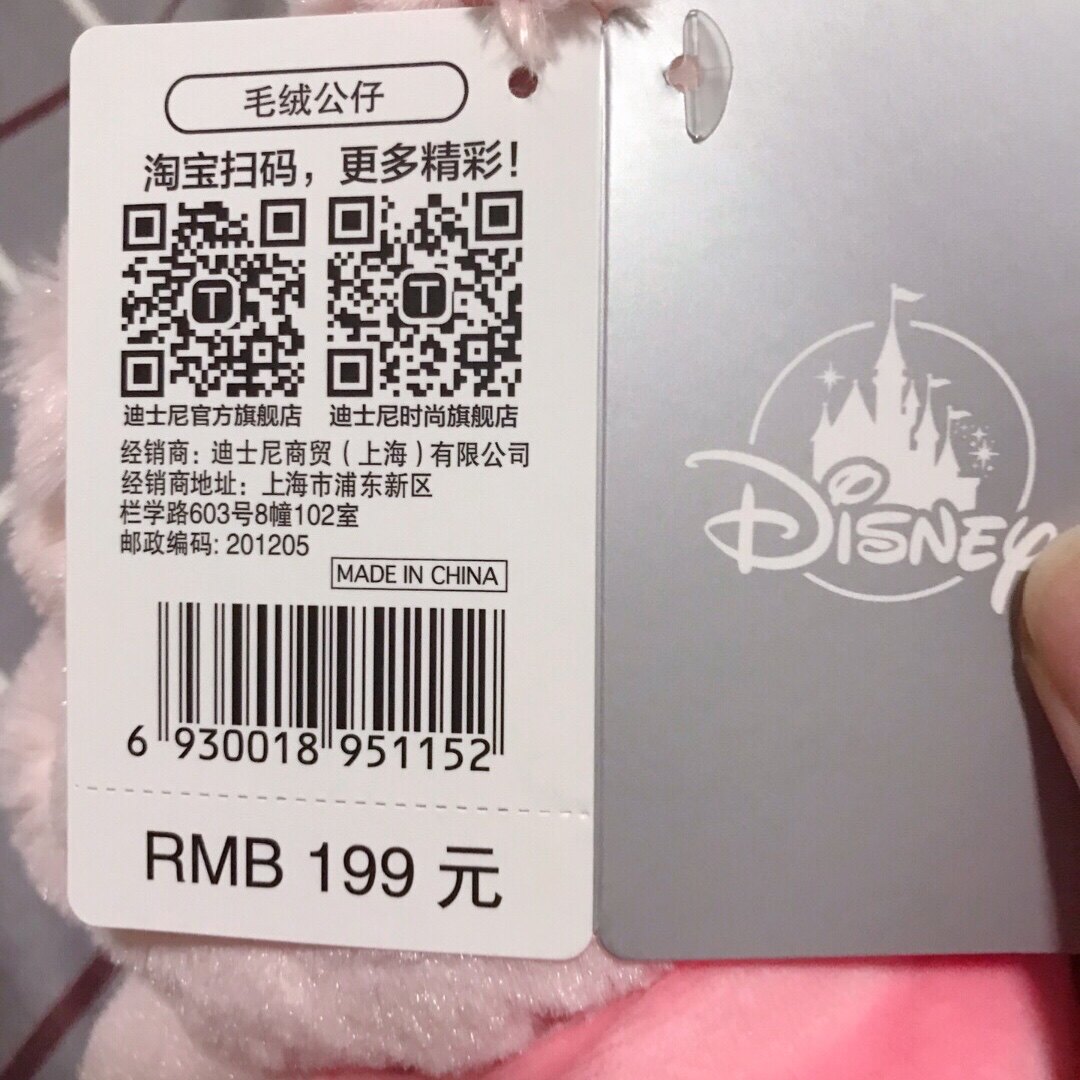 毛绒公仔
淘宝扫码，更多精彩！
T T
迪士尼官方旗舰店 迪士尼时尚旗舰店
经销商：迪士尼商贸（上海）有限公司
经销商地址：上海市浦东新区
栏学路603号8幢102室
邮政编码: 201205
MADE IN CHINA
6 930018 951152
RMB 199 元
DISNEY